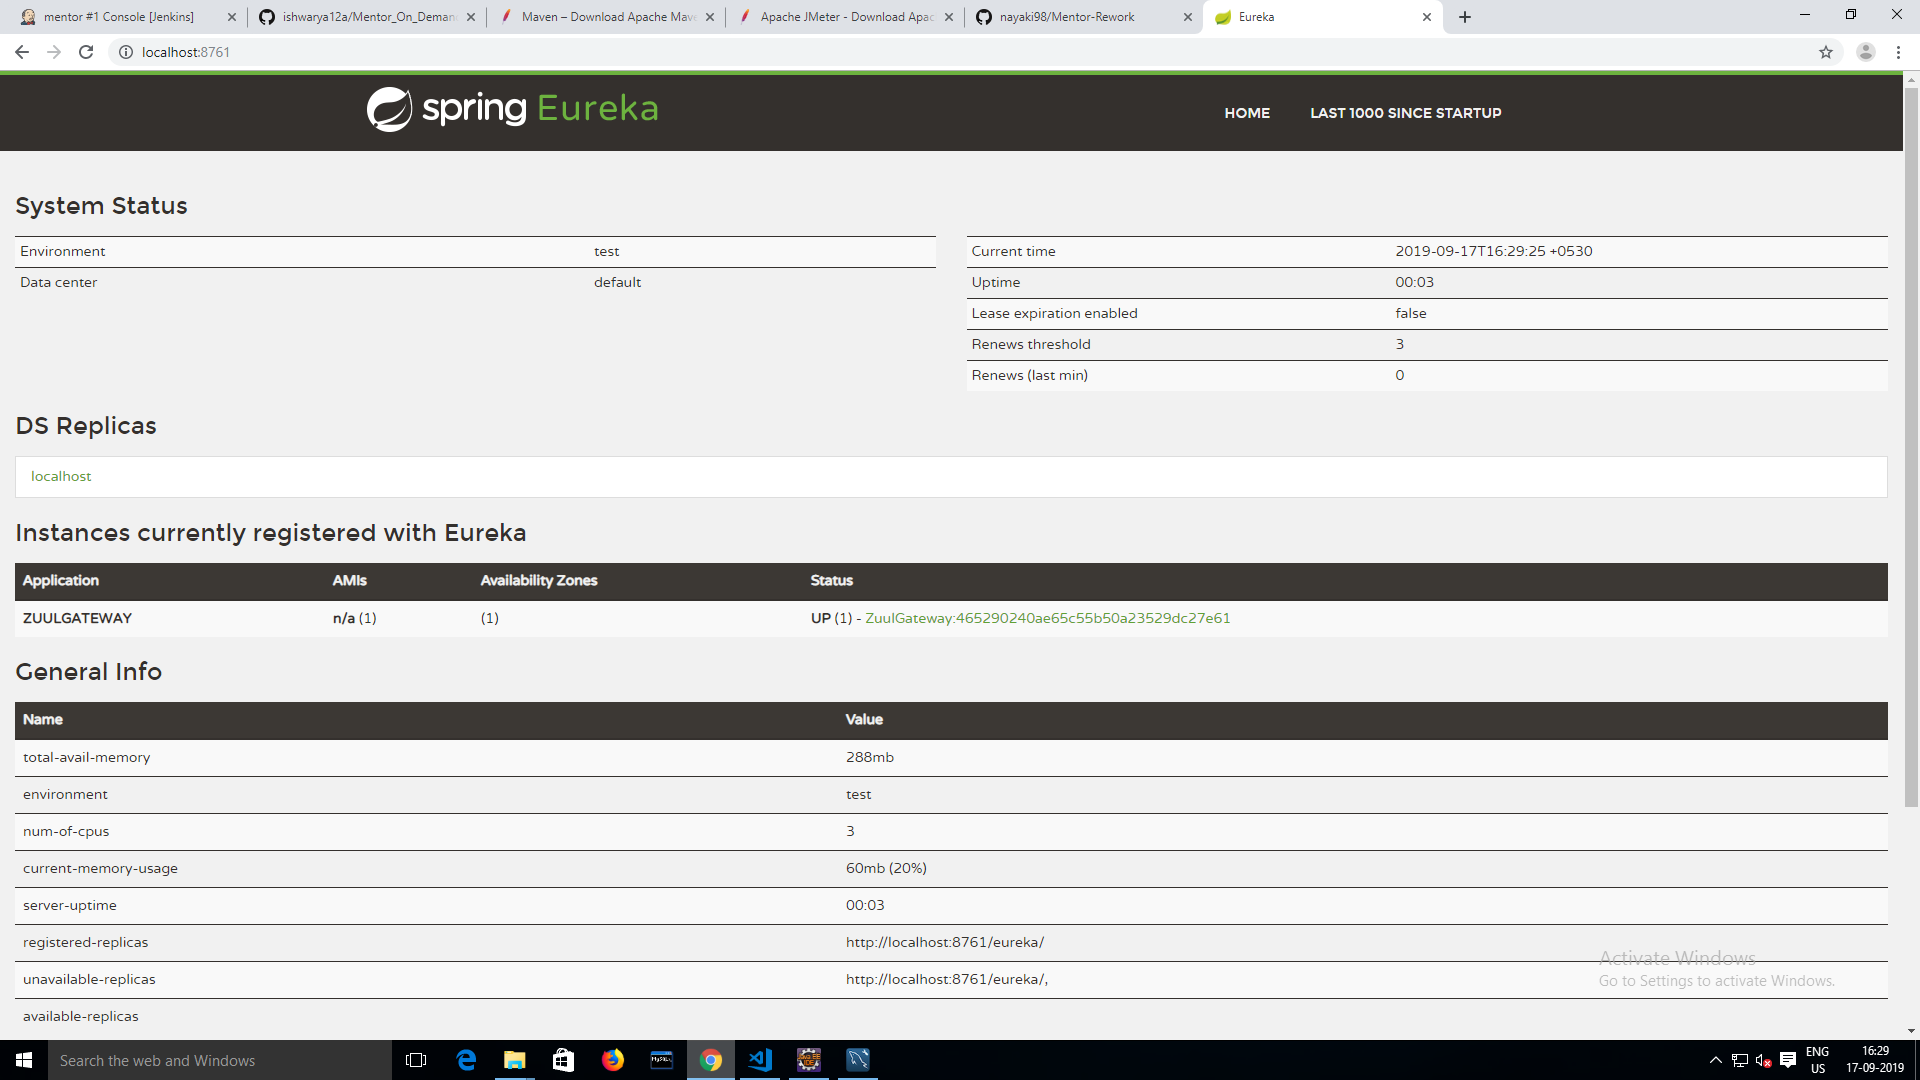 mentor #1 Console [Jenkins]
ishwarya12a/Mentor_On_Deman
Maven – Download Apache Mav
Apache JMeter - Download Apac
nayaki98/Mentor-Rework
Eureka
localhost:8761
spring Eureka
HOME
LAST 1000 SINCE STARTUP
System Status
Environment test
Data center default
Current time 2019-09-17T16:29:25 +0530
Uptime 00:03
Lease expiration enabled false
Renews threshold 3
Renews (last min) 0
DS Replicas
localhost
Instances currently registered with Eureka
Application AMIs Availability Zones Status
ZUULGATEWAY n/a (1) (1) UP (1) - ZuulGateway:465290240ae65c55b50a23529dc27e61
General Info
Name Value
total-avail-memory 288mb
environment test
num-of-cpus 3
current-memory-usage 60mb (20%)
server-uptime 00:03
registered-replicas http://localhost:8761/eureka/
unavailable-replicas http://localhost:8761/eureka/,
available-replicas
Activate Windows
Go to Settings to activate Windows.
Search the web and Windows
ENG
US
16:29
17-09-2019